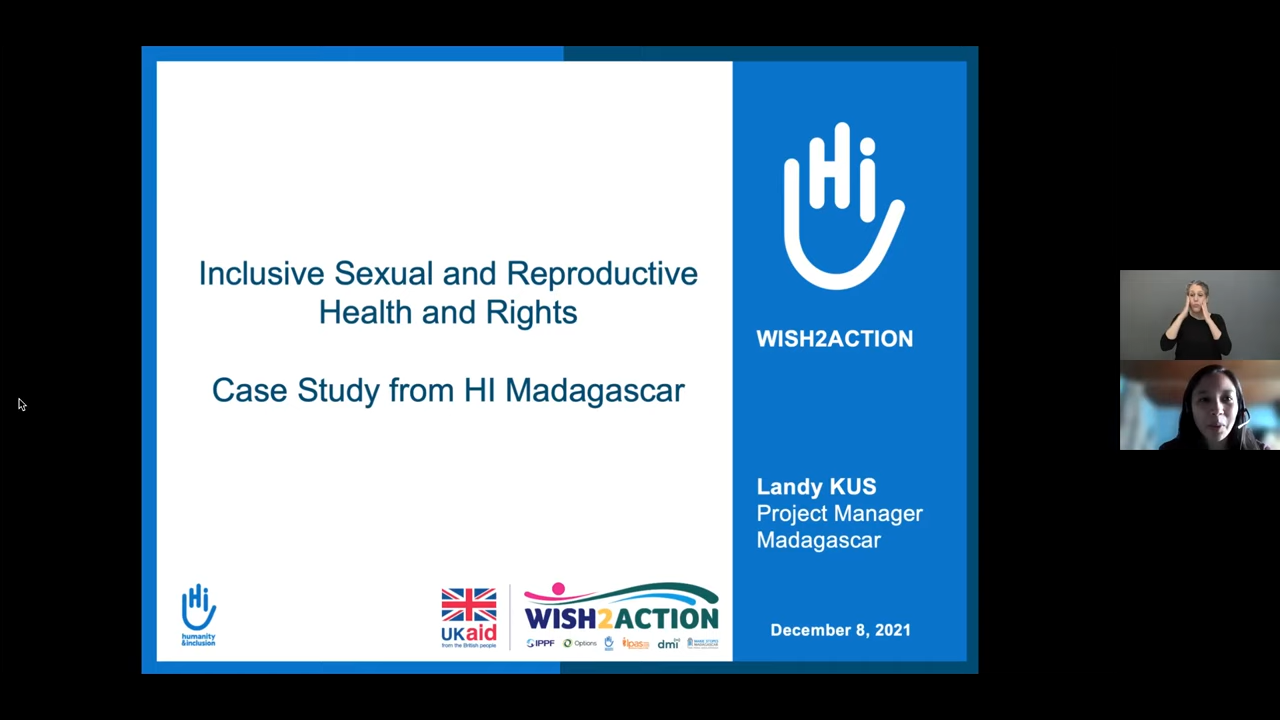 Inclusive Sexual and Reproductive
Health and Rights
Case Study from HI Madagascar
Hi
WISH2ACTION
Landy KUS
Project Manager
Madagascar
December 8, 2021
Hi
humanity
&inclusion
UKaid
from the British people
WISH2ACTION
IPPF
Options
ipas
dmi